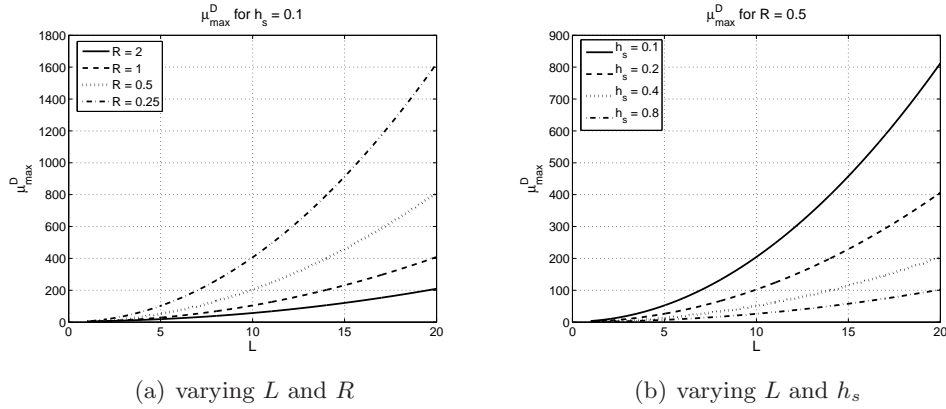 μ^D_max for h_s = 0.1
1800
1600
1400
1200
1000
800
600
400
200
0
μ^D_max
R = 2
R = 1
R = 0.5
R = 0.25
0 5 10 15 20
L
(a) varying L and R
μ^D_max for R = 0.5
900
800
700
600
500
400
300
200
100
0
μ^D_max
h_s = 0.1
h_s = 0.2
h_s = 0.4
h_s = 0.8
0 5 10 15 20
L
(b) varying L and h_s